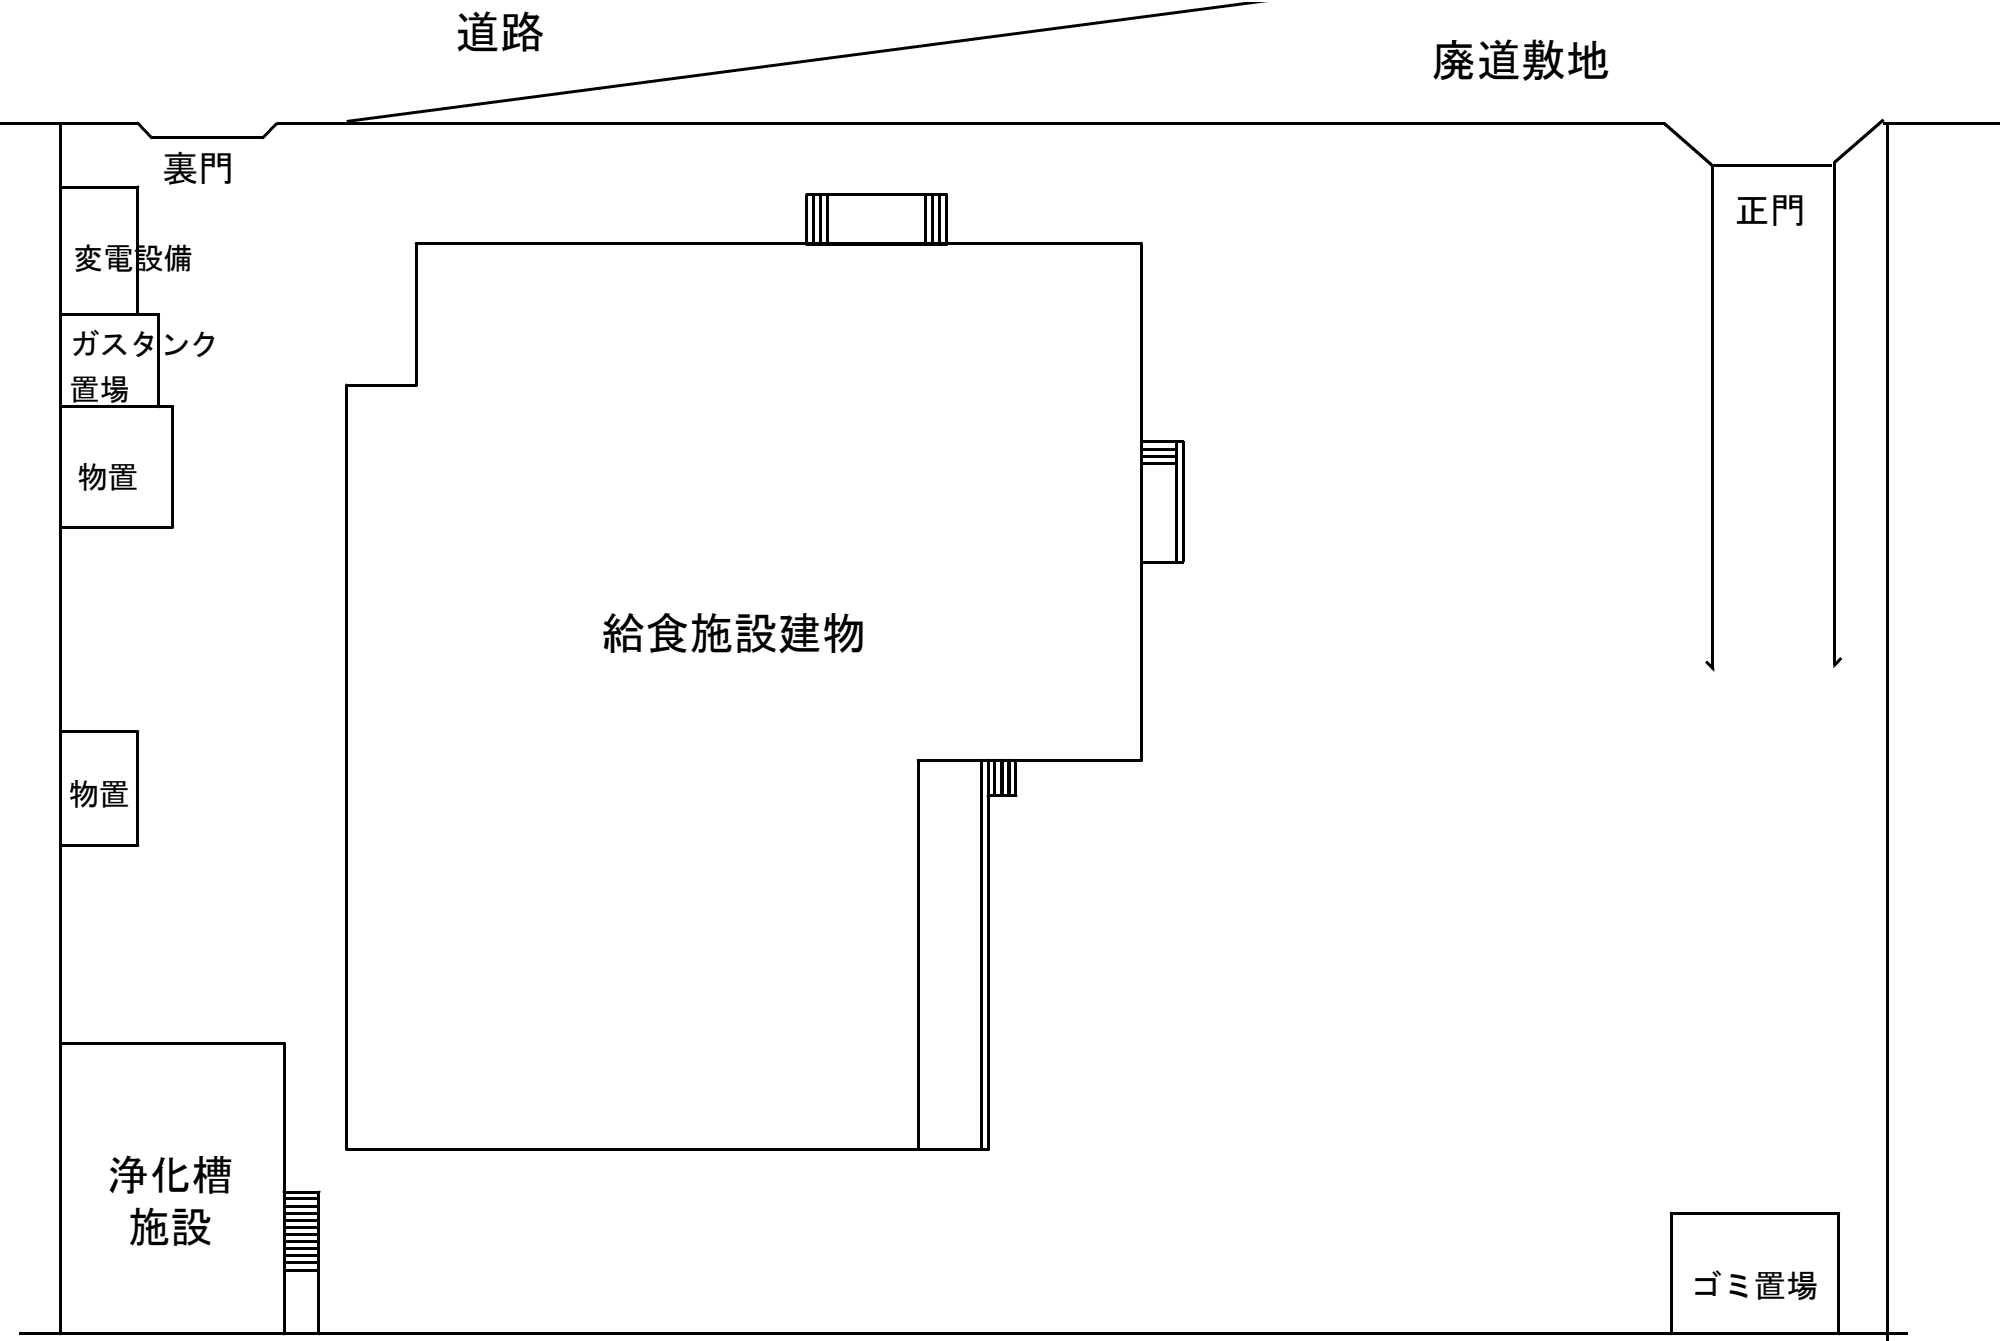 道路
廃道敷地
裏門
正門
変電設備
ガスタンク
置場
物置
給食施設建物
物置
浄化槽
施設
ゴミ置場